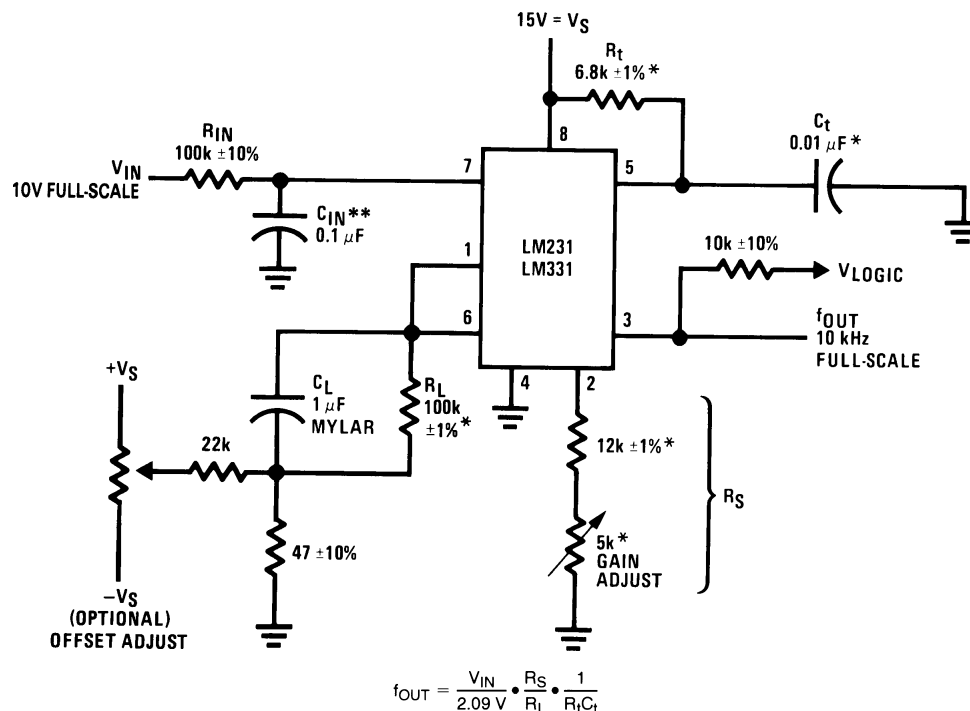 15V = VS
Rt
6.8k ±1% *
Ct
0.01 µF *
RIN
100k ±10%
VIN
10V FULL-SCALE
8
7
5
CIN**
0.1 µF
LM231
LM331
10k ±10%
VLOGIC
1
6
3
fOUT
10 kHz
FULL-SCALE
4
2
+VS
CL
1 µF
MYLAR
RL
100k
±1%*
22k
12k ±1%*
RS
47 ±10%
5k*
GAIN
ADJUST
–VS
(OPTIONAL)
OFFSET ADJUST
fOUT = VIN/2.09 V • RS/RL • 1/RtCt